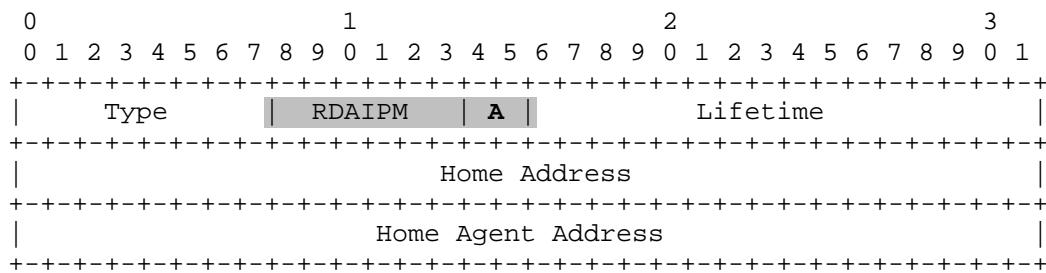 0                   1                   2                   3
 0 1 2 3 4 5 6 7 8 9 0 1 2 3 4 5 6 7 8 9 0 1 2 3 4 5 6 7 8 9 0 1
+-+-+-+-+-+-+-+-+-+-+-+-+-+-+-+-+-+-+-+-+-+-+-+-+-+-+-+-+-+-+-+-+
|     Type      |  RDAIPM   | A |          Lifetime             |
+-+-+-+-+-+-+-+-+-+-+-+-+-+-+-+-+-+-+-+-+-+-+-+-+-+-+-+-+-+-+-+-+
|                          Home Address                         |
+-+-+-+-+-+-+-+-+-+-+-+-+-+-+-+-+-+-+-+-+-+-+-+-+-+-+-+-+-+-+-+-+
|                      Home Agent Address                       |
+-+-+-+-+-+-+-+-+-+-+-+-+-+-+-+-+-+-+-+-+-+-+-+-+-+-+-+-+-+-+-+-+